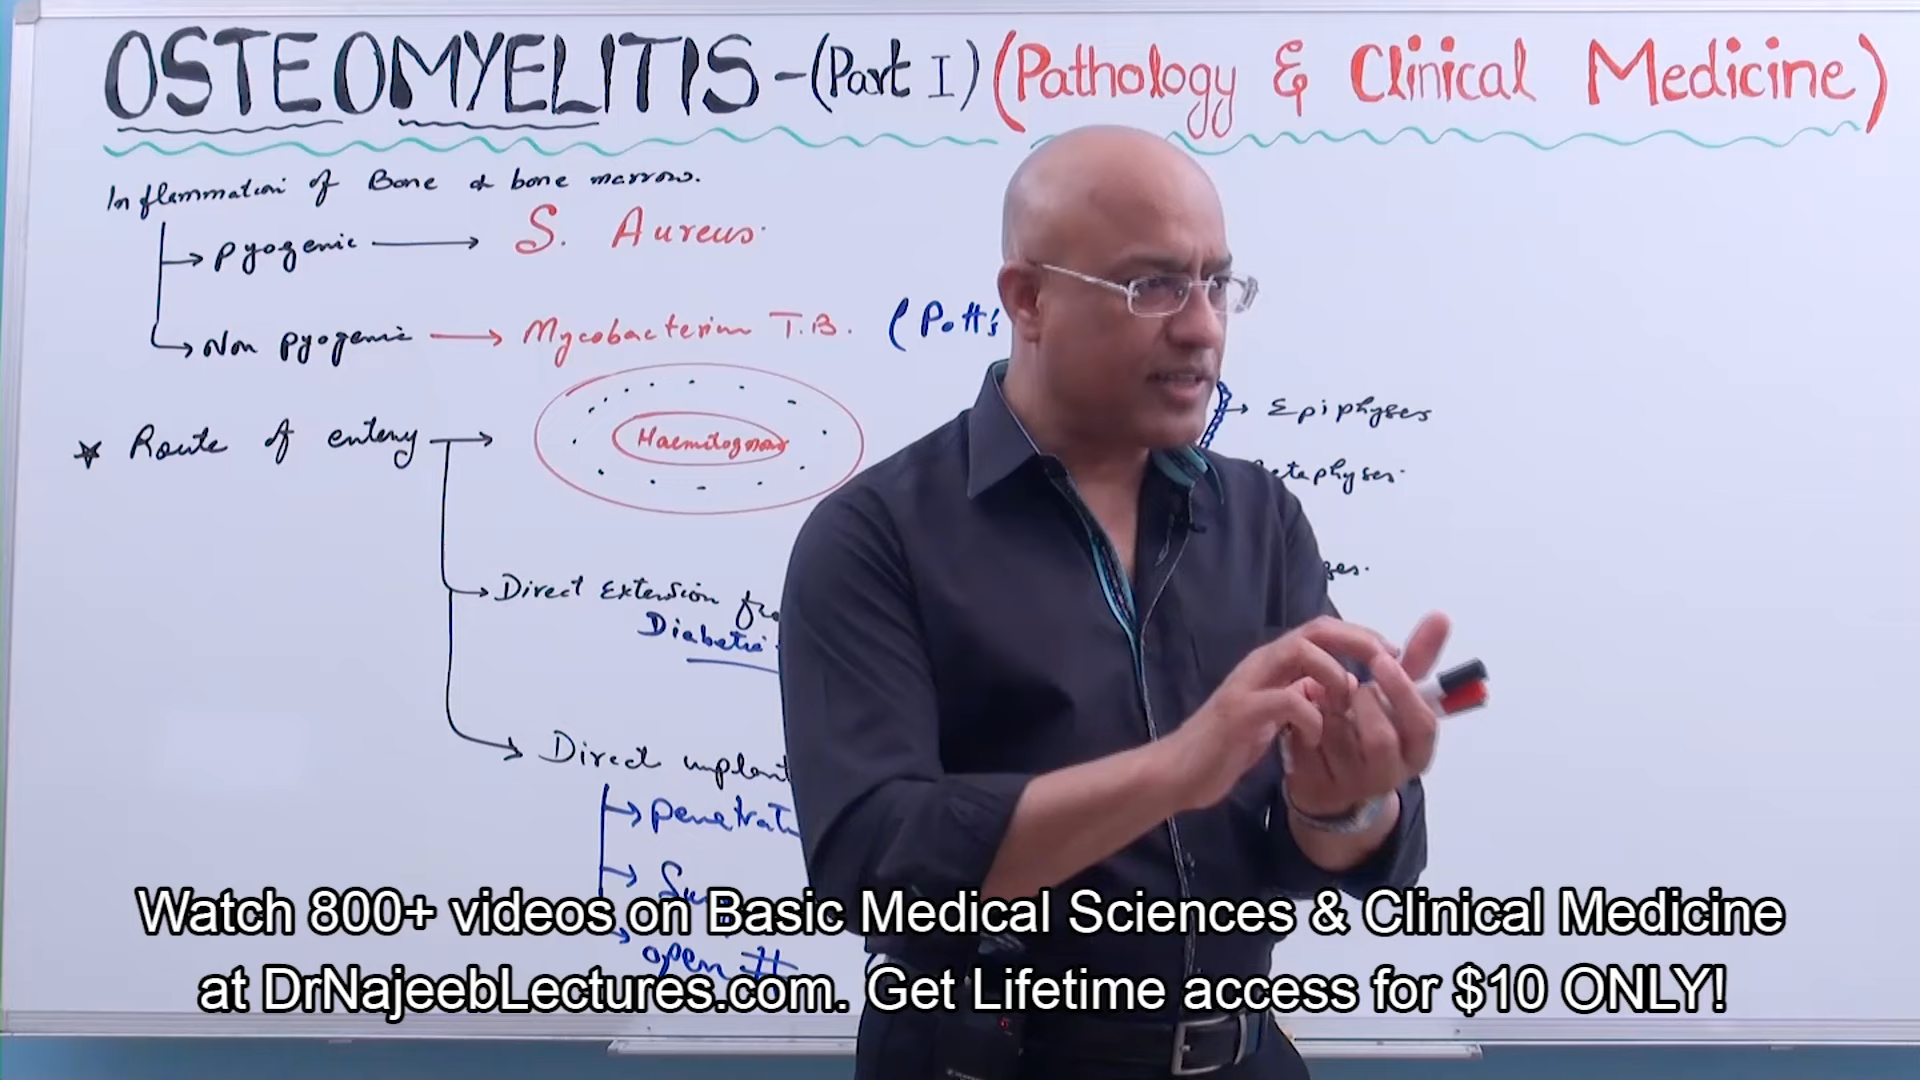 OSTEOMYELITIS - (Part I) (Pathology & Clinical Medicine)
Inflammation of Bone & bone marrow.
Pyogenic S. Aureus.
Non pyogenic Mycobacterium T.B. (Pott's
Epiphyses
Route of entery Haemitogenous
Direct Extension
Diabetic
Direct
open #
Watch 800+ videos on Basic Medical Sciences & Clinical Medicine
at DrNajeebLectures.com. Get Lifetime access for $10 ONLY!